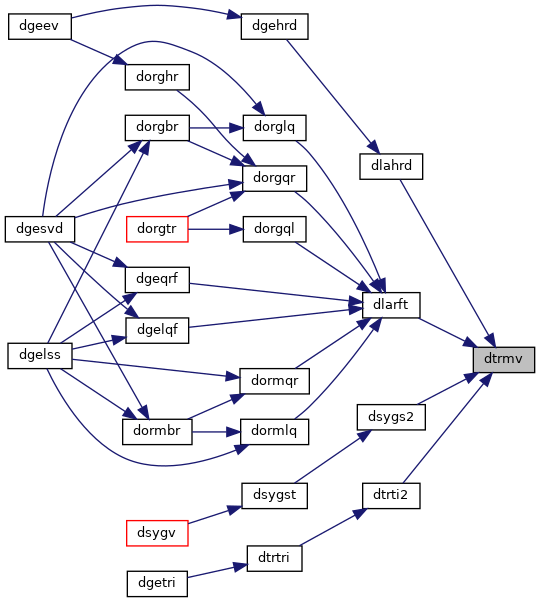 dgeev
dgehrd
dorghr
dorgbr
dorglq
dlahrd
dorgqr
dgesvd
dorgtr
dorgql
dgeqrf
dlarft
dgelqf
dgelss
dtrmv
dormqr
dormbr
dormlq
dsygs2
dsygst
dtrti2
dsygv
dtrtri
dgetri